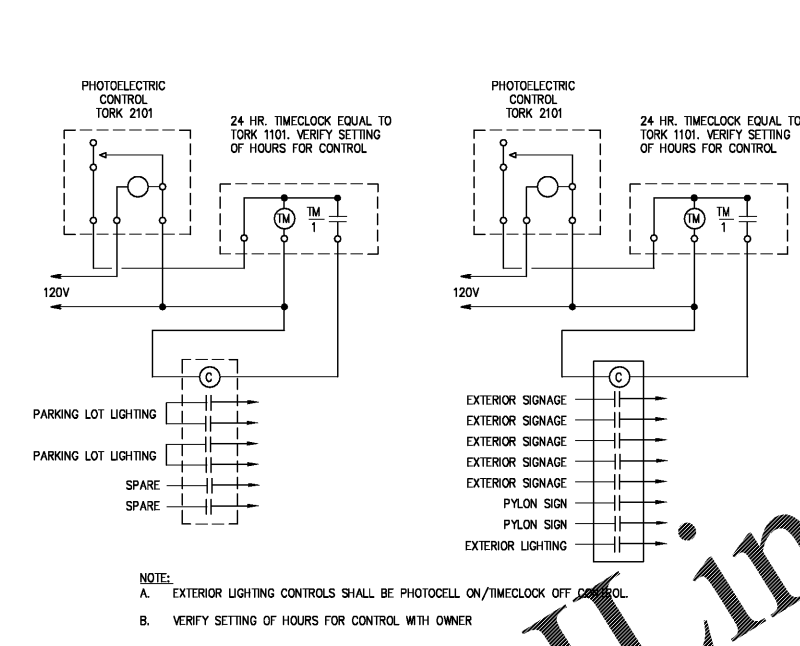 PHOTOELECTRIC
CONTROL
TORK 2101
24 HR. TIMECLOCK EQUAL TO
TORK 1101. VERIFY SETTING
OF HOURS FOR CONTROL
TM
TM
1
120V
C
PARKING LOT LIGHTING
PARKING LOT LIGHTING
SPARE
SPARE
PHOTOELECTRIC
CONTROL
TORK 2101
24 HR. TIMECLOCK EQUAL TO
TORK 1101. VERIFY SETTING
OF HOURS FOR CONTROL
TM
TM
1
120V
C
EXTERIOR SIGNAGE
EXTERIOR SIGNAGE
EXTERIOR SIGNAGE
EXTERIOR SIGNAGE
EXTERIOR SIGNAGE
PYLON SIGN
PYLON SIGN
EXTERIOR LIGHTING
NOTE:
A. EXTERIOR LIGHTING CONTROLS SHALL BE PHOTOCELL ON/TIMECLOCK OFF CONTROL.
B. VERIFY SETTING OF HOURS FOR CONTROL WITH OWNER